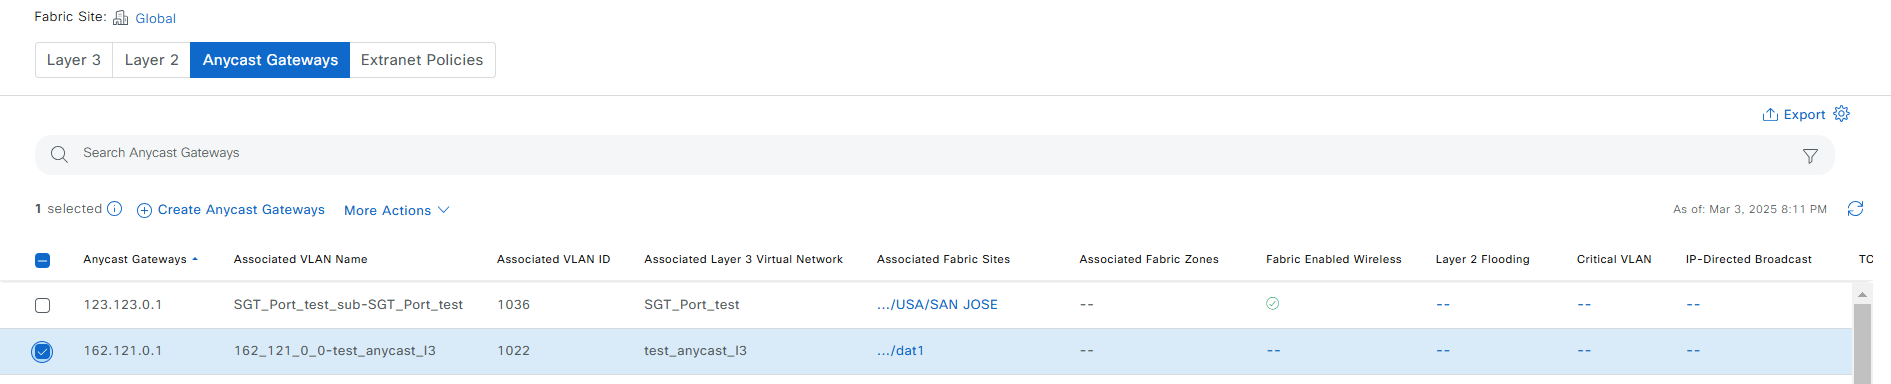 Fabric Site: Global
Layer 3 Layer 2 Anycast Gateways Extranet Policies
Export
Search Anycast Gateways
1 selected Create Anycast Gateways More Actions As of: Mar 3, 2025 8:11 PM
Anycast Gateways Associated VLAN Name Associated VLAN ID Associated Layer 3 Virtual Network Associated Fabric Sites Associated Fabric Zones Fabric Enabled Wireless Layer 2 Flooding Critical VLAN IP-Directed Broadcast TC
123.123.0.1 SGT_Port_test_sub-SGT_Port_test 1036 SGT_Port_test .../USA/SAN JOSE -- -- -- --
162.121.0.1 162_121_0_0-test_anycast_l3 1022 test_anycast_l3 .../dat1 -- -- -- -- --